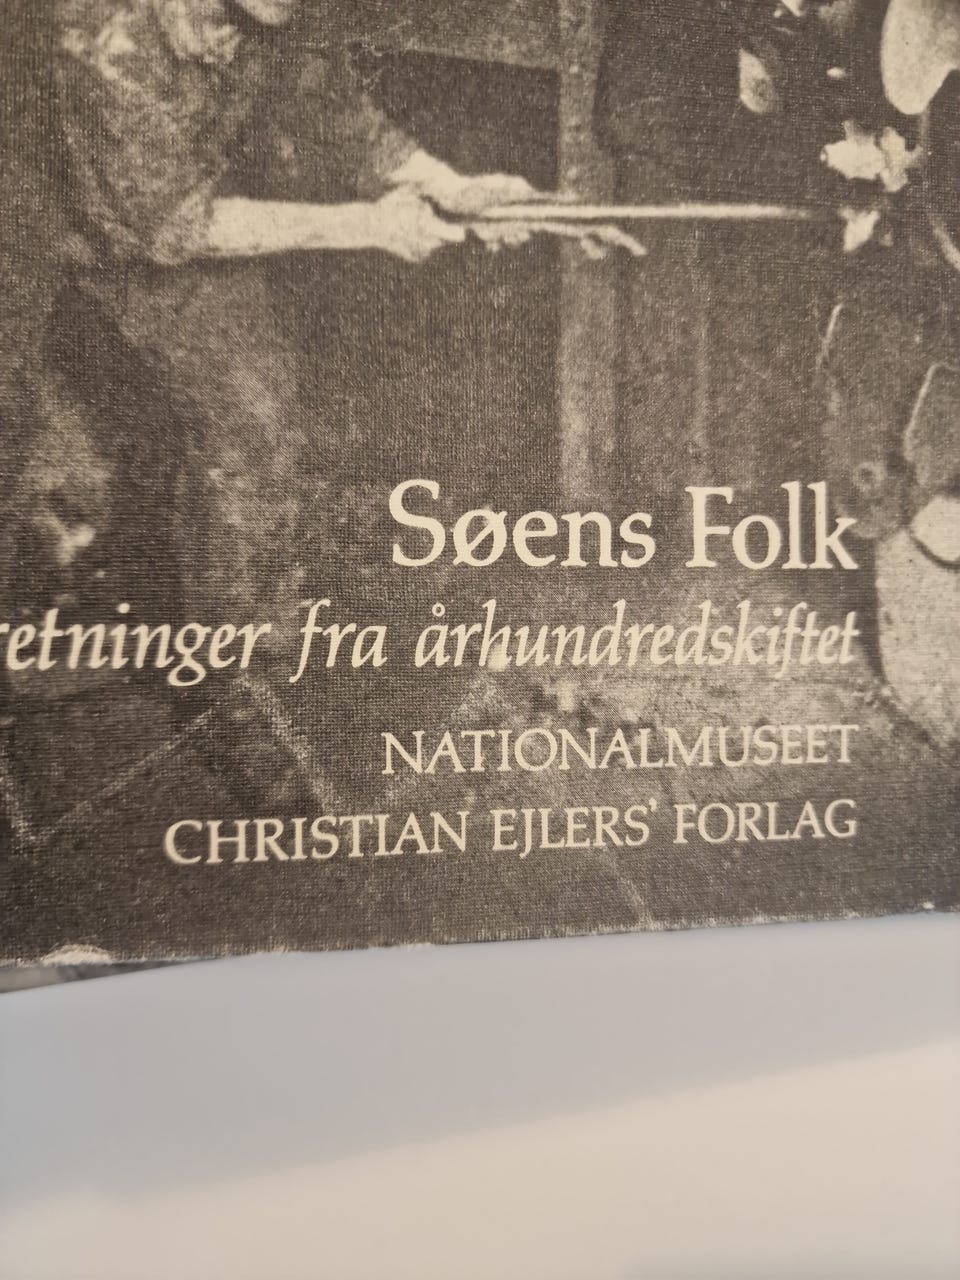 Søens Folk
retninger fra århundredskiftet
NATIONALMUSEET
CHRISTIAN EJLERS' FORLAG